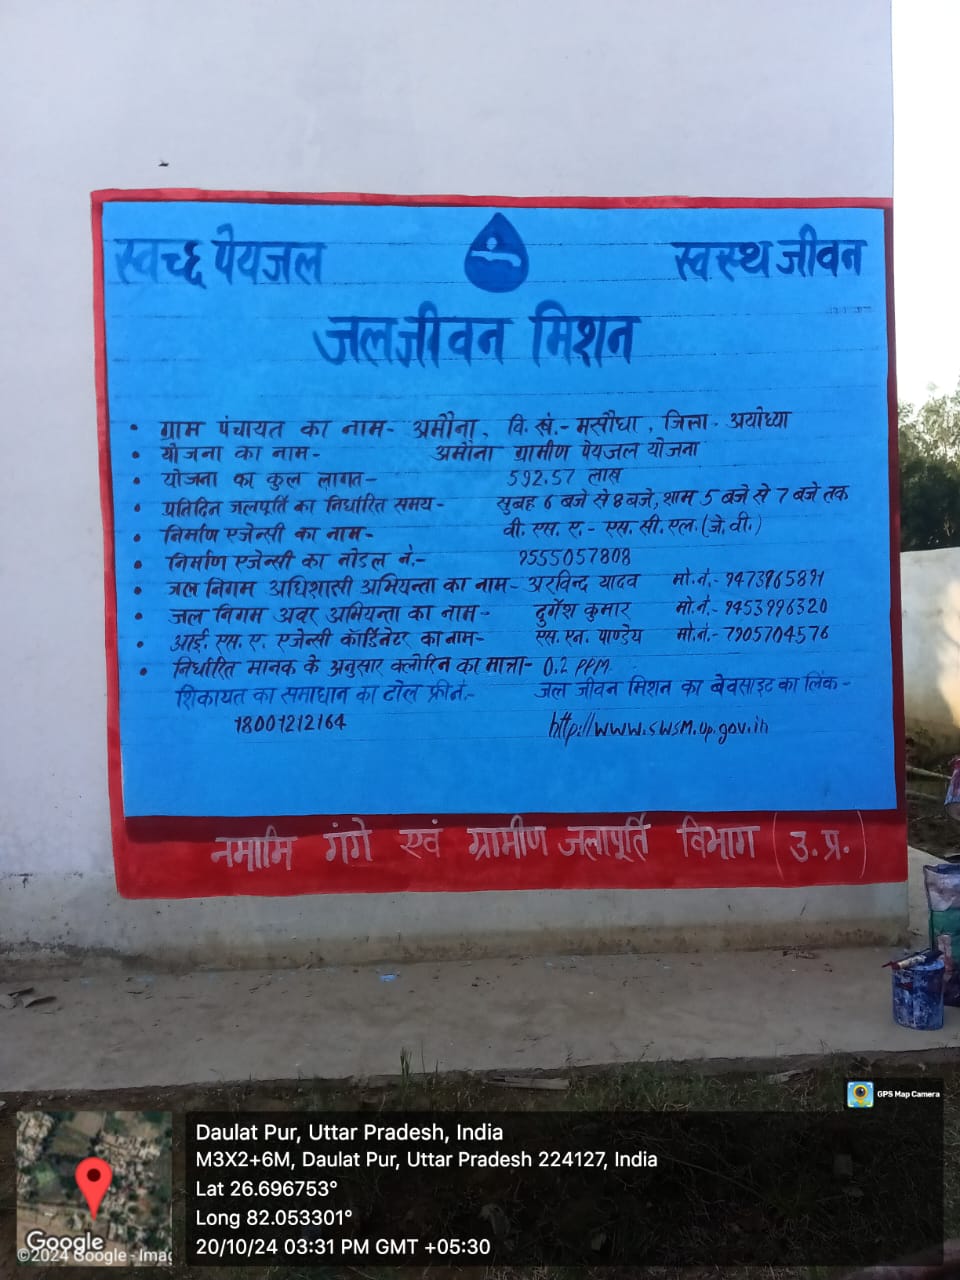 स्वच्छ पेयजल
स्वस्थ जीवन
जलजीवन मिशन
• ग्राम पंचायत का नाम- अमौना, वि. खं.- मसौधा, जिला- अयोध्या
• योजना का नाम- अमौना ग्रामीण पेयजल योजना
• योजना का कुल लागत- 592.57 लाख
• प्रतिदिन जलपूर्ति का निर्धारित समय- सुबह 6 बजे से 8 बजे, शाम 5 बजे से 7 बजे तक
• निर्माण एजेन्सी का नाम- वी. एस. ए.- एस. सी. एल. (जे. वी.)
• निर्माण एजेन्सी का नोडल नं.- 9555057808
• जल निगम अधिशासी अभियन्ता का नाम- अरविन्द यादव मो. नं.-
• जल निगम अवर अभियन्ता का नाम- दुर्गेश कुमार मो. नं.- 9453996320
• आई. एस. ए. एजेन्सी कॉर्डिनेटर का नाम- एस. एन. पाण्डेय मो. नं.- 7905704576
• निर्धारित मानक के अनुसार क्लोरिन का मात्रा- 0.2 PPM
शिकायत का समाधान का टोल फ्री नं.- जल जीवन मिशन का बेवसाइट का लिंक-
18001212164 http://www.swsm.up.gov.in
नमामि गंगे एवं ग्रामीण जलापूर्ति विभाग (उ. प्र.)
GPS Map Camera
Daulat Pur, Uttar Pradesh, India
M3X2+6M, Daulat Pur, Uttar Pradesh 224127, India
Lat 26.696753°
Long 82.053301°
20/10/24 03:31 PM GMT +05:30
Google
©2024 Google - Imag